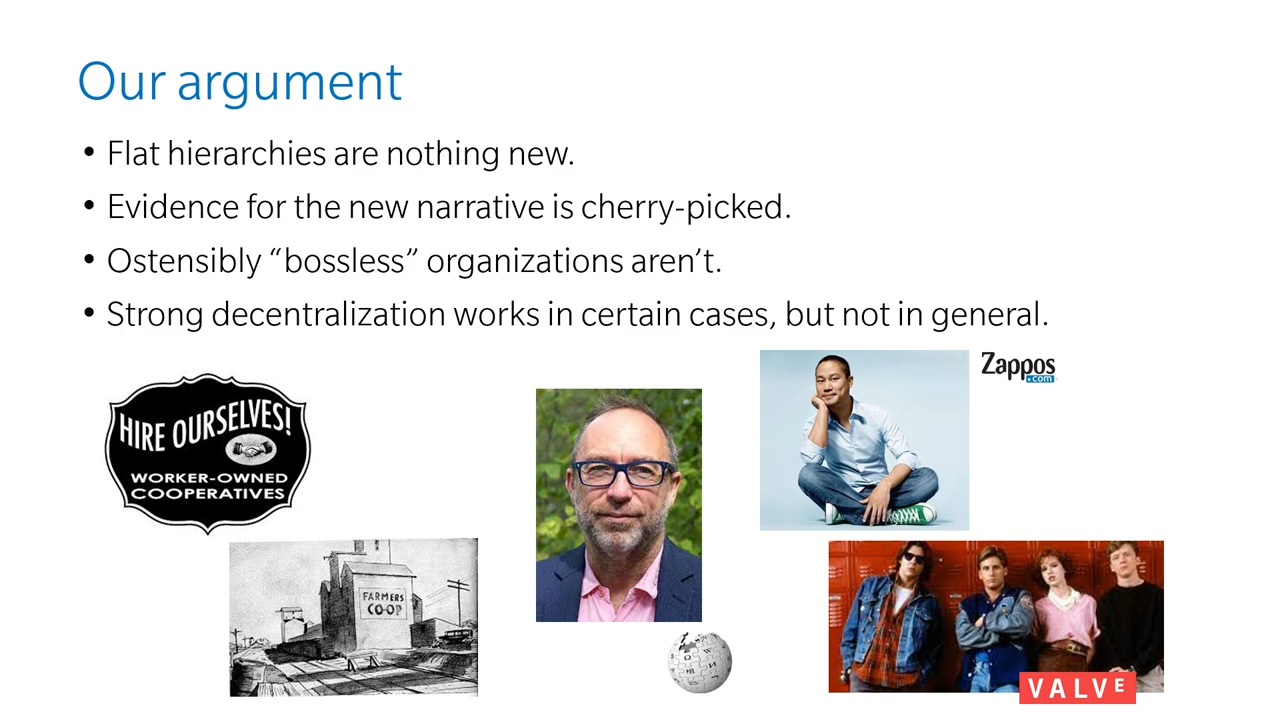 Our argument
• Flat hierarchies are nothing new.
• Evidence for the new narrative is cherry-picked.
• Ostensibly “bossless” organizations aren’t.
• Strong decentralization works in certain cases, but not in general.
Zappos
.com
HIRE OURSELVES!
WORKER-OWNED
COOPERATIVES
FARMERS
CO-OP
W
VALVE